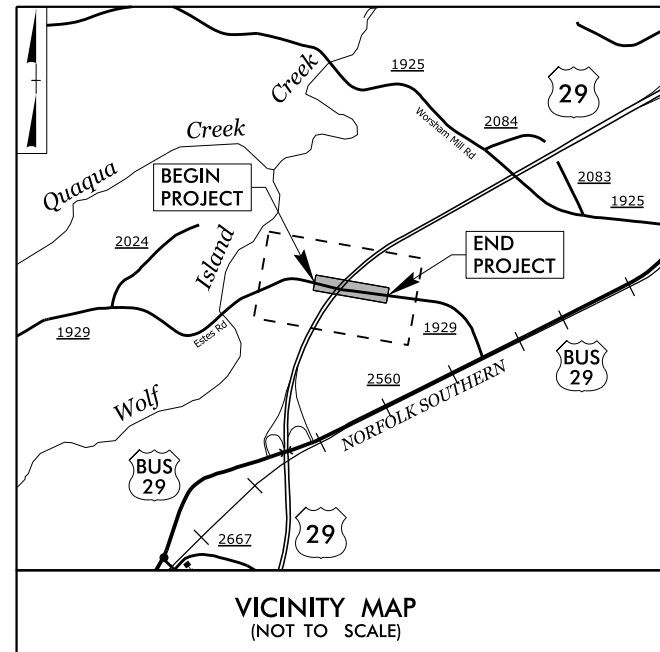 1925
29
Creek
Worsham Mill Rd
2084
Creek
Quaqua
BEGIN
PROJECT
2083
1925
2024
Island
END
PROJECT
1929
Estes Rd
1929
2560
BUS
29
Wolf
NORFOLK SOUTHERN
BUS
29
29
2667
VICINITY MAP
(NOT TO SCALE)